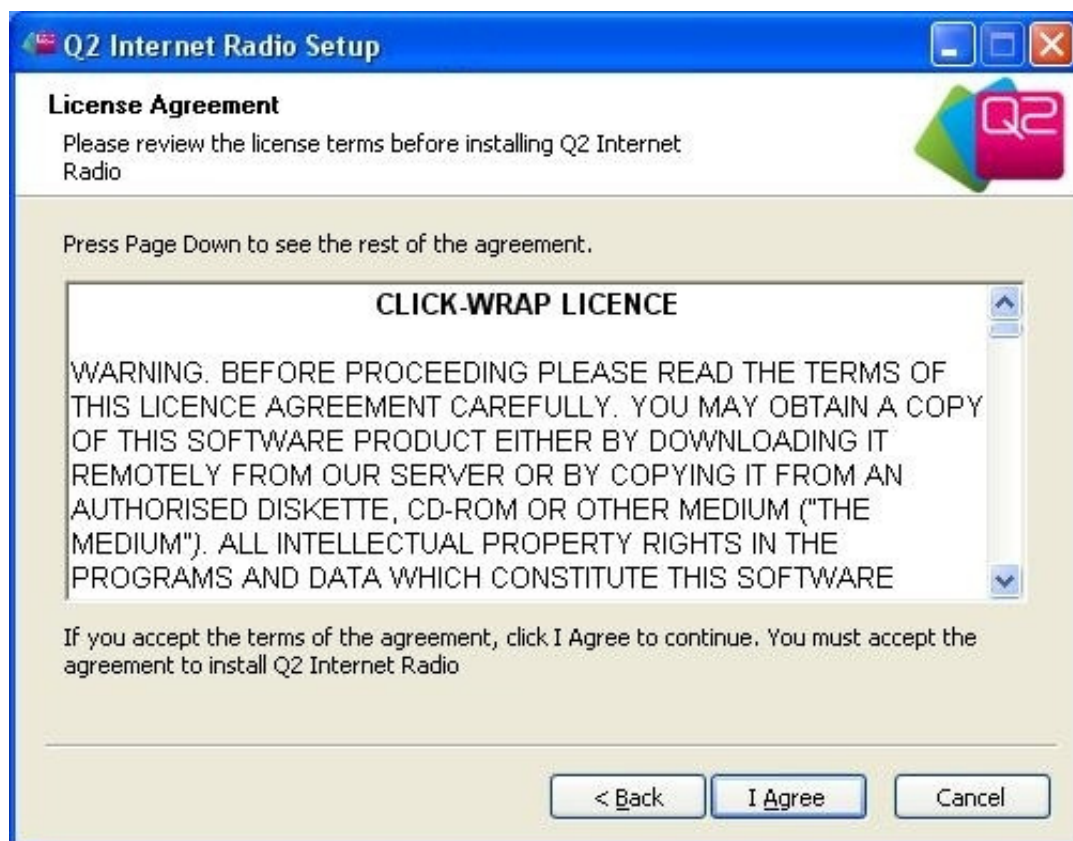 Q2 Internet Radio Setup
License Agreement
Please review the license terms before installing Q2 Internet
Radio
Q2
Press Page Down to see the rest of the agreement.
CLICK-WRAP LICENCE
WARNING. BEFORE PROCEEDING PLEASE READ THE TERMS OF
THIS LICENCE AGREEMENT CAREFULLY. YOU MAY OBTAIN A COPY
OF THIS SOFTWARE PRODUCT EITHER BY DOWNLOADING IT
REMOTELY FROM OUR SERVER OR BY COPYING IT FROM AN
AUTHORISED DISKETTE, CD-ROM OR OTHER MEDIUM ("THE
MEDIUM"). ALL INTELLECTUAL PROPERTY RIGHTS IN THE
PROGRAMS AND DATA WHICH CONSTITUTE THIS SOFTWARE
If you accept the terms of the agreement, click I Agree to continue. You must accept the
agreement to install Q2 Internet Radio
< Back I Agree Cancel